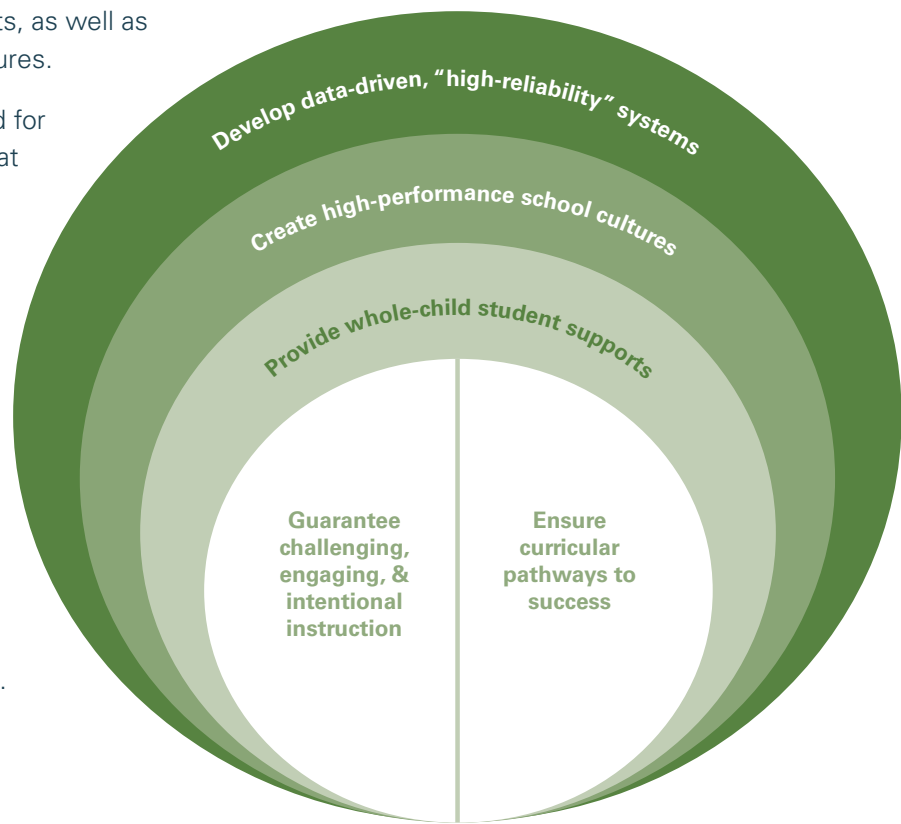 ts, as well as
ures.
d for
at
.
Develop data-driven, “high-reliability” systems
Create high-performance school cultures
Provide whole-child student supports
Guarantee
challenging,
engaging, &
intentional
instruction
Ensure
curricular
pathways to
success